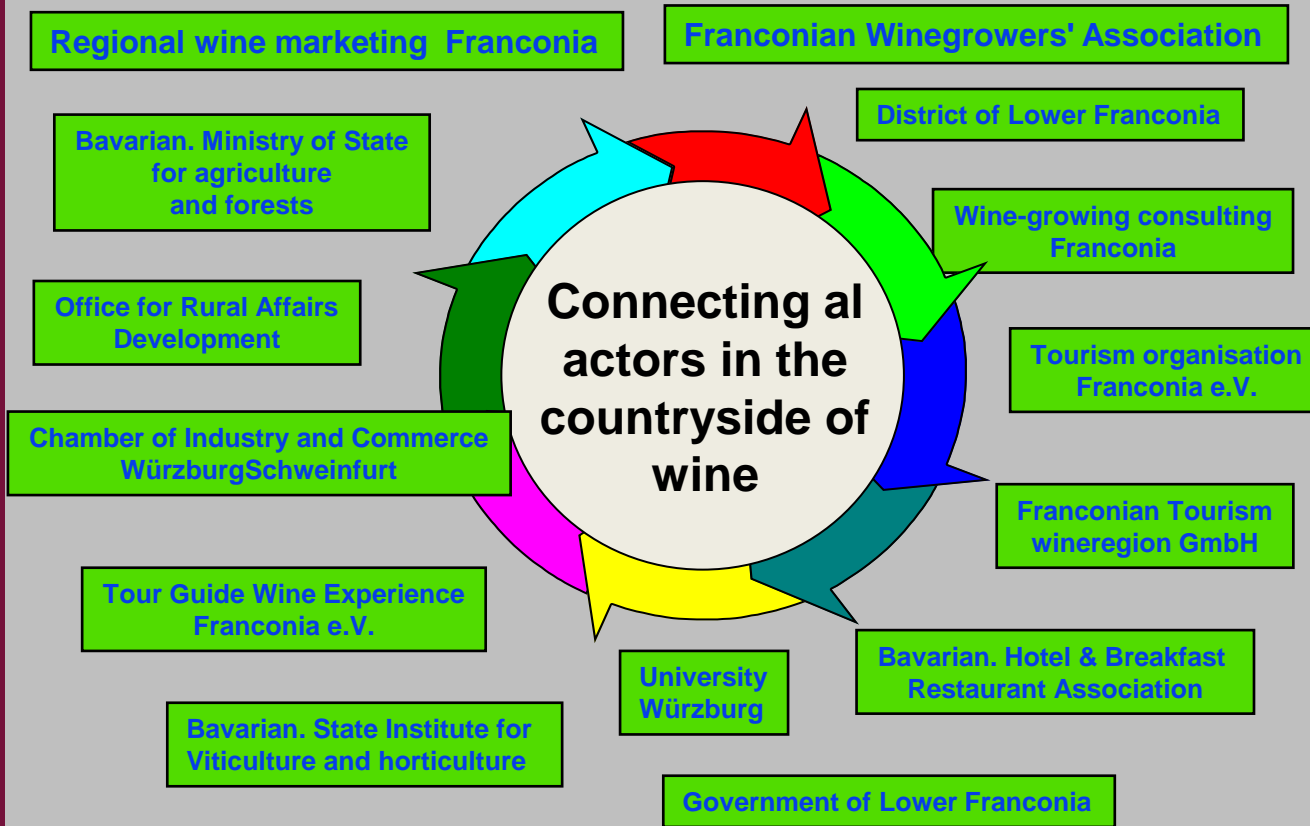 Regional wine marketing Franconia
Franconian Winegrowers' Association
District of Lower Franconia
Bavarian. Ministry of State
for agriculture
and forests
Wine-growing consulting
Franconia
Office for Rural Affairs
Development
Connecting al
actors in the
countryside of
wine
Tourism organisation
Franconia e.V.
Chamber of Industry and Commerce
WürzburgSchweinfurt
Franconian Tourism
wineregion GmbH
Tour Guide Wine Experience
Franconia e.V.
University
Würzburg
Bavarian. Hotel & Breakfast
Restaurant Association
Bavarian. State Institute for
Viticulture and horticulture
Government of Lower Franconia